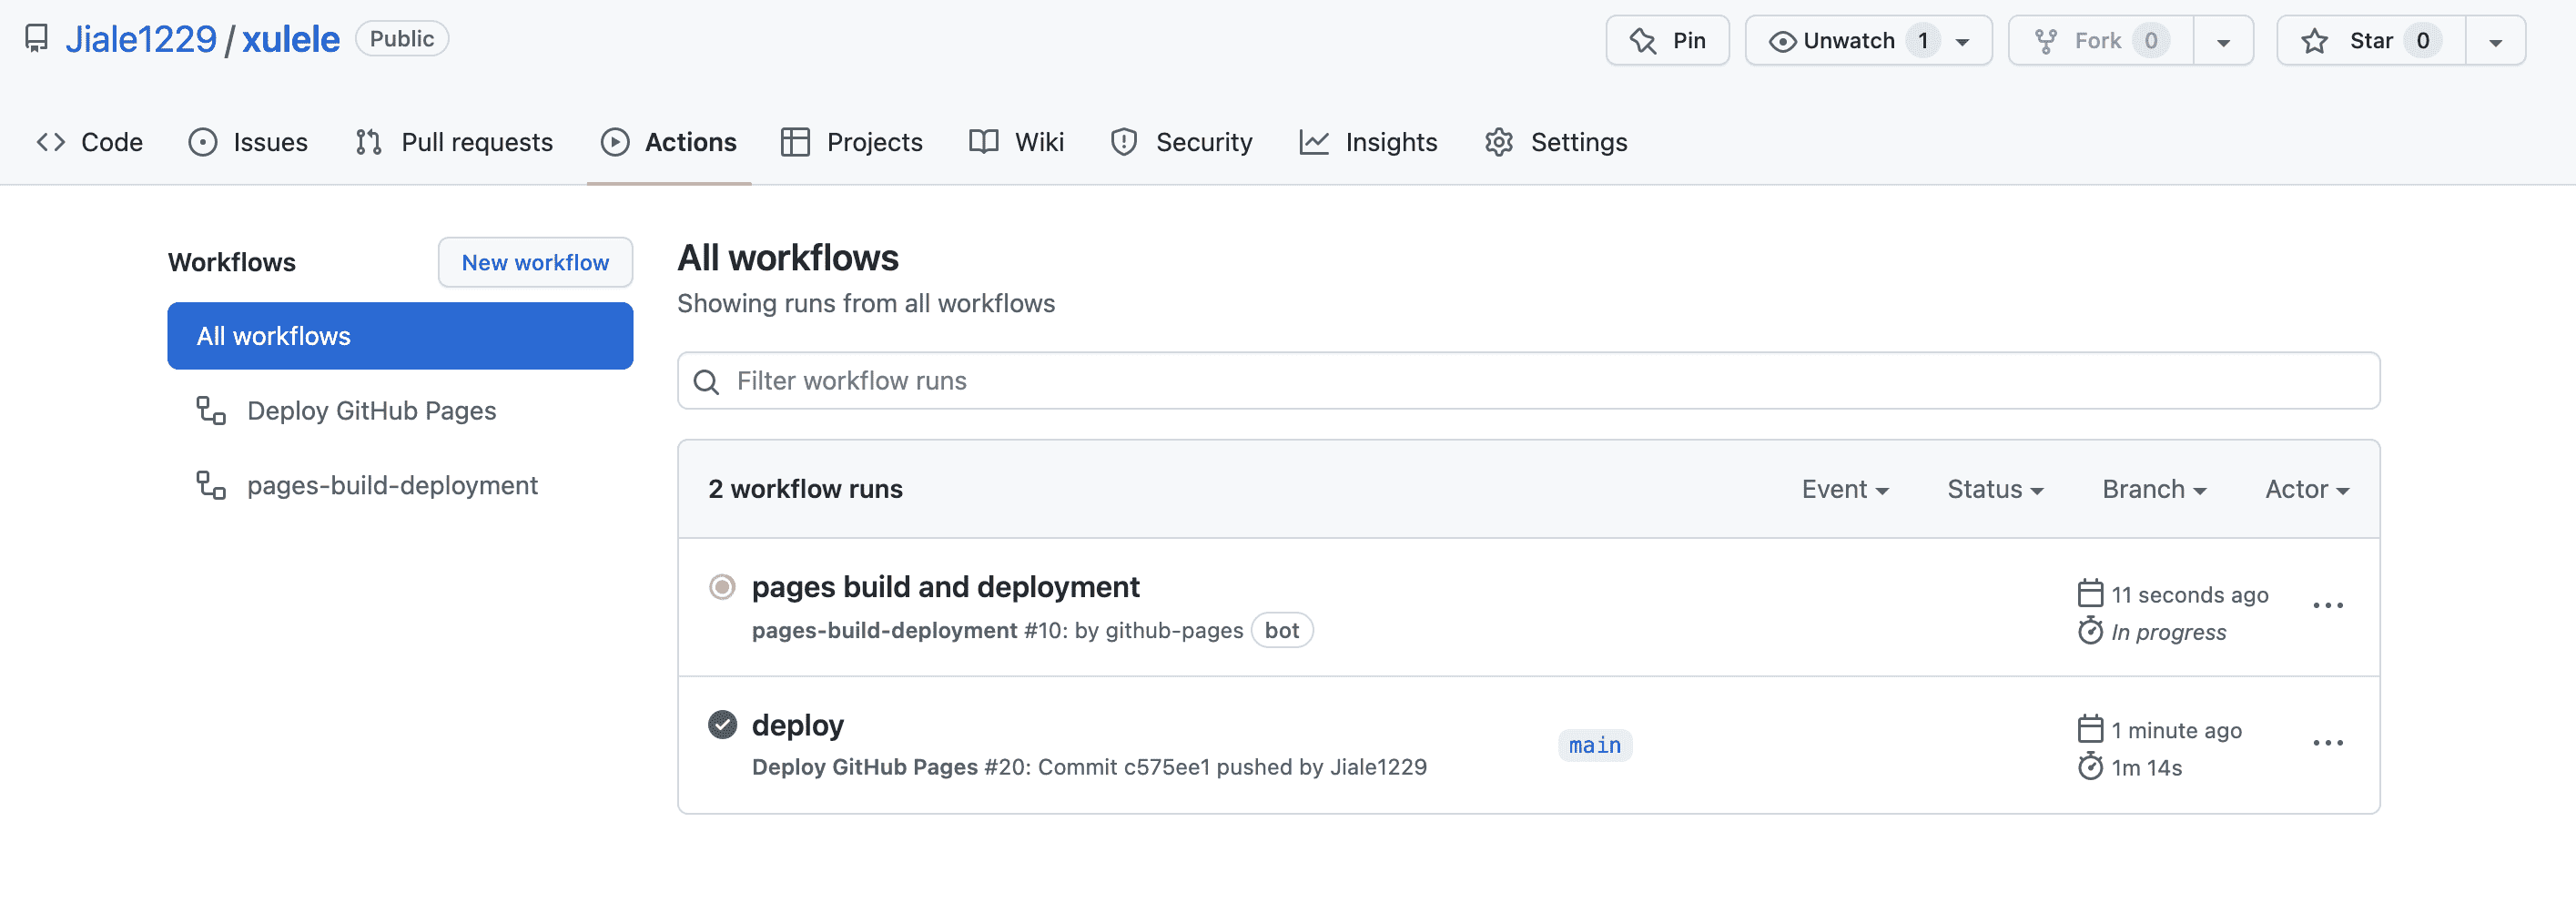 Jiale1229 / xulele Public Pin Unwatch 1 Fork 0 Star 0
Code Issues Pull requests Actions Projects Wiki Security Insights Settings
Workflows New workflow
All workflows
Deploy GitHub Pages
pages-build-deployment
All workflows
Showing runs from all workflows
Filter workflow runs
2 workflow runs Event Status Branch Actor
pages build and deployment
pages-build-deployment #10: by github-pages bot
11 seconds ago
In progress
deploy
Deploy GitHub Pages #20: Commit c575ee1 pushed by Jiale1229
main
1 minute ago
1m 14s